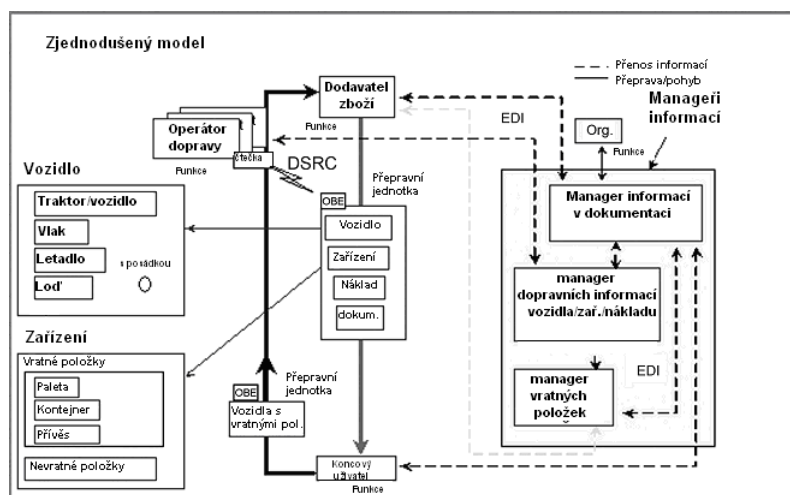 Zjednodušený model
Přenos informací
Přeprava/pohyb
Manageři
informací
Dodavatel
zboží
Funkce
EDI
Org.
Funkce
Operátor
dopravy
čtečka
Funkce
DSRC
Přepravní
jednotka
OBE
Vozidlo
Zařízení
Náklad
dokum.
Vozidlo
Traktor/vozidlo
Vlak
Letadlo
Loď
s posádkou
Manager informací
v dokumentaci
manager
dopravních informací
vozidla/zař./nákladu
manager
vratných
položek
EDI
Zařízení
Vratné položky
Paleta
Kontejner
Přívěs
Nevratné položky
Přepravní
jednotka
OBE
Vozidla s
vratnými pol.
Koncový
uživatel
Funkce